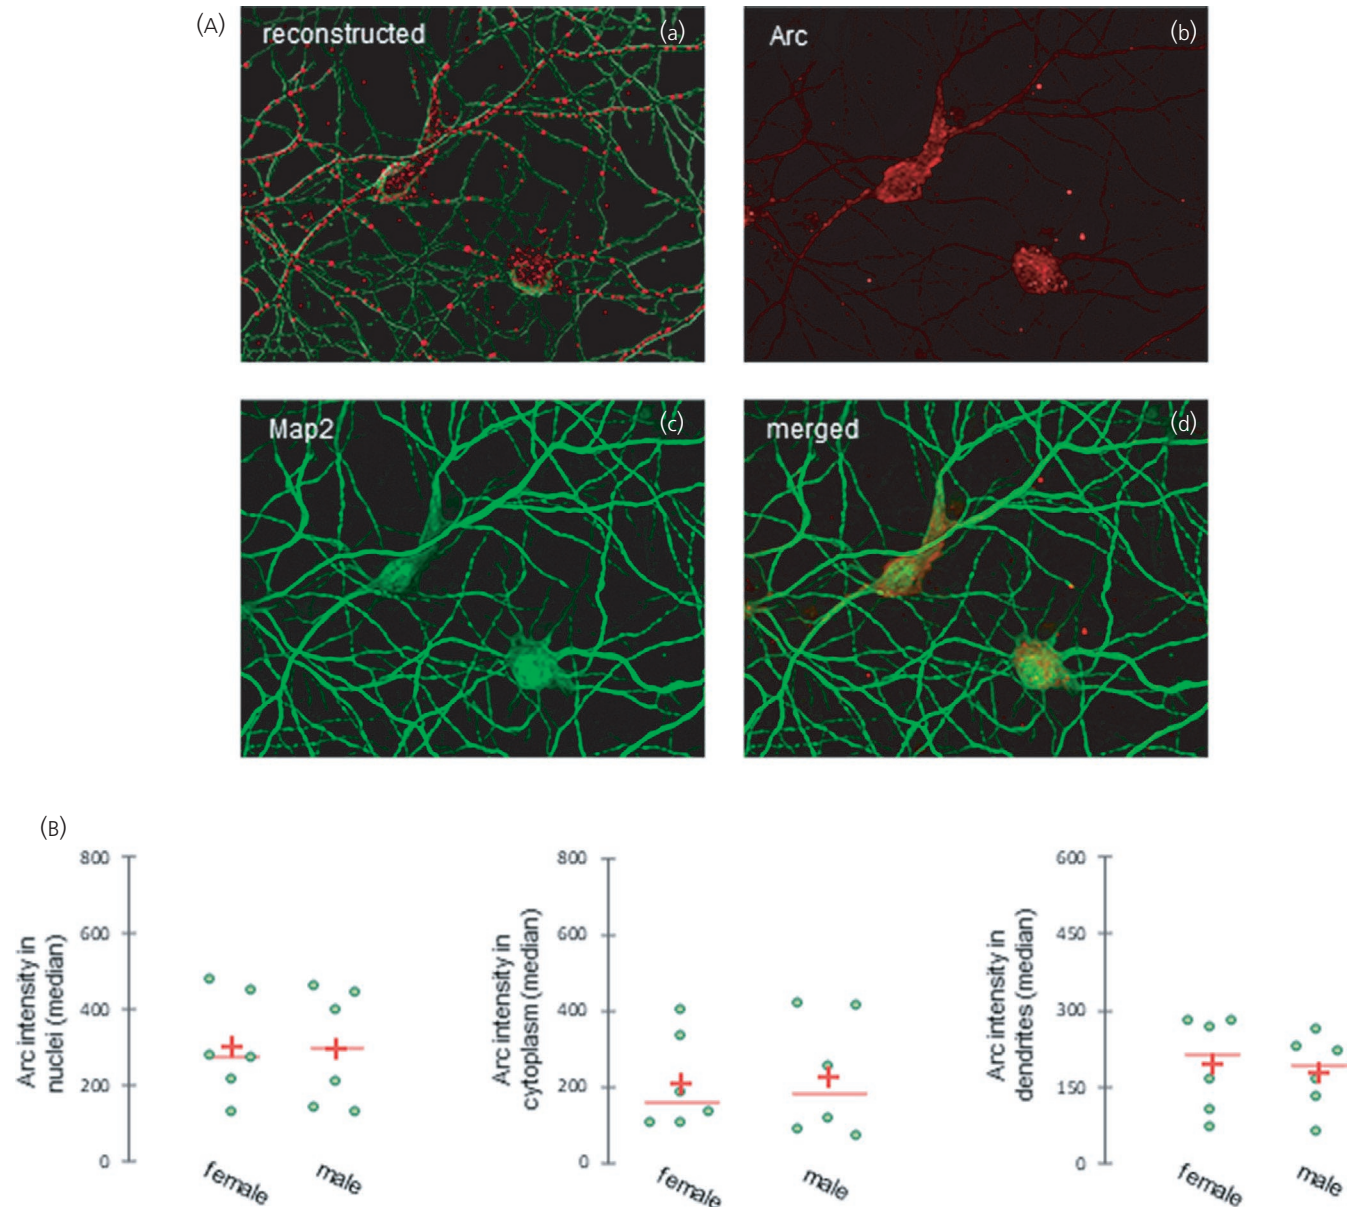 (A)
reconstructed (a)
Arc (b)
Map2 (c)
merged (d)
(B)
Arc intensity in
nuclei (median)
800
600
400
200
0
female
male
Arc intensity in
cytoplasm (median)
800
600
400
200
0
female
male
Arc intensity in
dendrites (median)
600
450
300
150
0
female
male